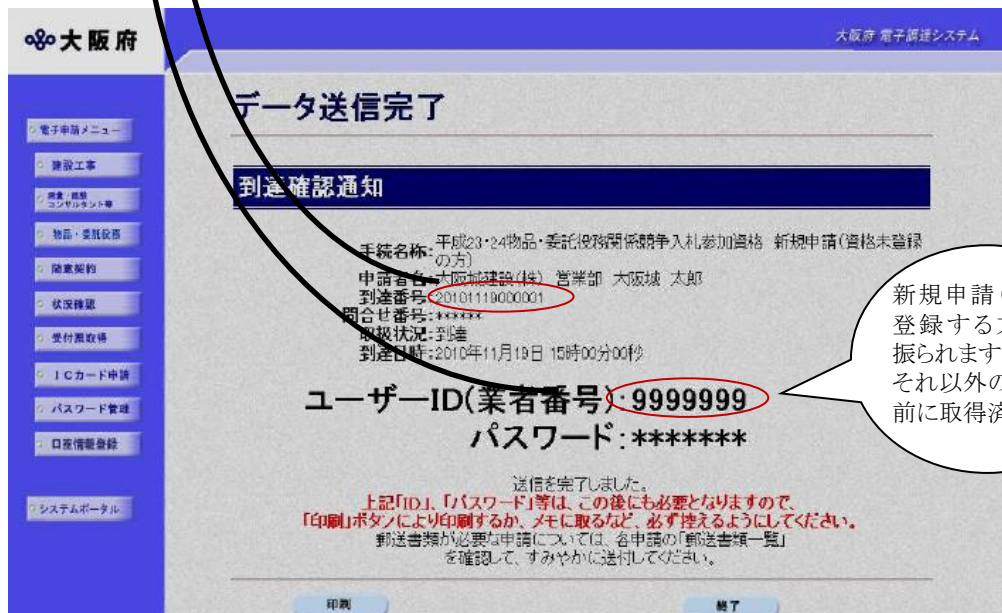 大阪府
大阪府 電子調達システム
データ送信完了
電子申請メニュー
建設工事
測量・建設
コンサルタント等
物品・委託役務
随意契約
状況確認
受付票取得
ICカード申請
パスワード管理
口座情報登録
システムポータル
到達確認通知
手続名称:平成23・24物品・委託役務関係競争入札参加資格 新規申請(資格未登録
の方)
申請者名:大阪城建設(株) 営業部 大阪城 太郎
到達番号:20101119000001
問合せ番号:******
取扱状況:到達
到達日時:2010年11月19日 15時00分00秒
ユーザーID(業者番号):9999999
パスワード:*******
送信を完了しました。
上記「ID」、「パスワード」等は、この後にも必要となりますので、
「印刷」ボタンにより印刷するか、メモに取るなど、必ず控えるようにしてください。
郵送書類が必要な申請については、各申請の「郵送書類一覧」
を確認して、すみやかに送付してください。
印刷
終了
新規申請(
登録する
振られます
それ以外の
前に取得済